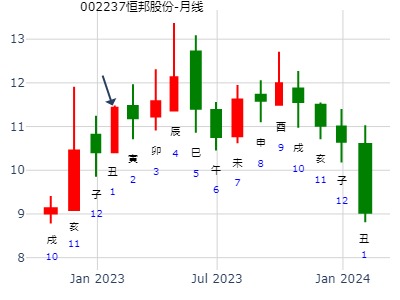 002237恒邦股份-月线
13
12
11
10
9
8
戌
10
亥
11
子
12
丑
1
寅
2
卯
3
辰
4
巳
5
午
6
未
7
申
8
酉
9
戌
10
亥
11
子
12
丑
1
Jan 2023
Jul 2023
Jan 2024